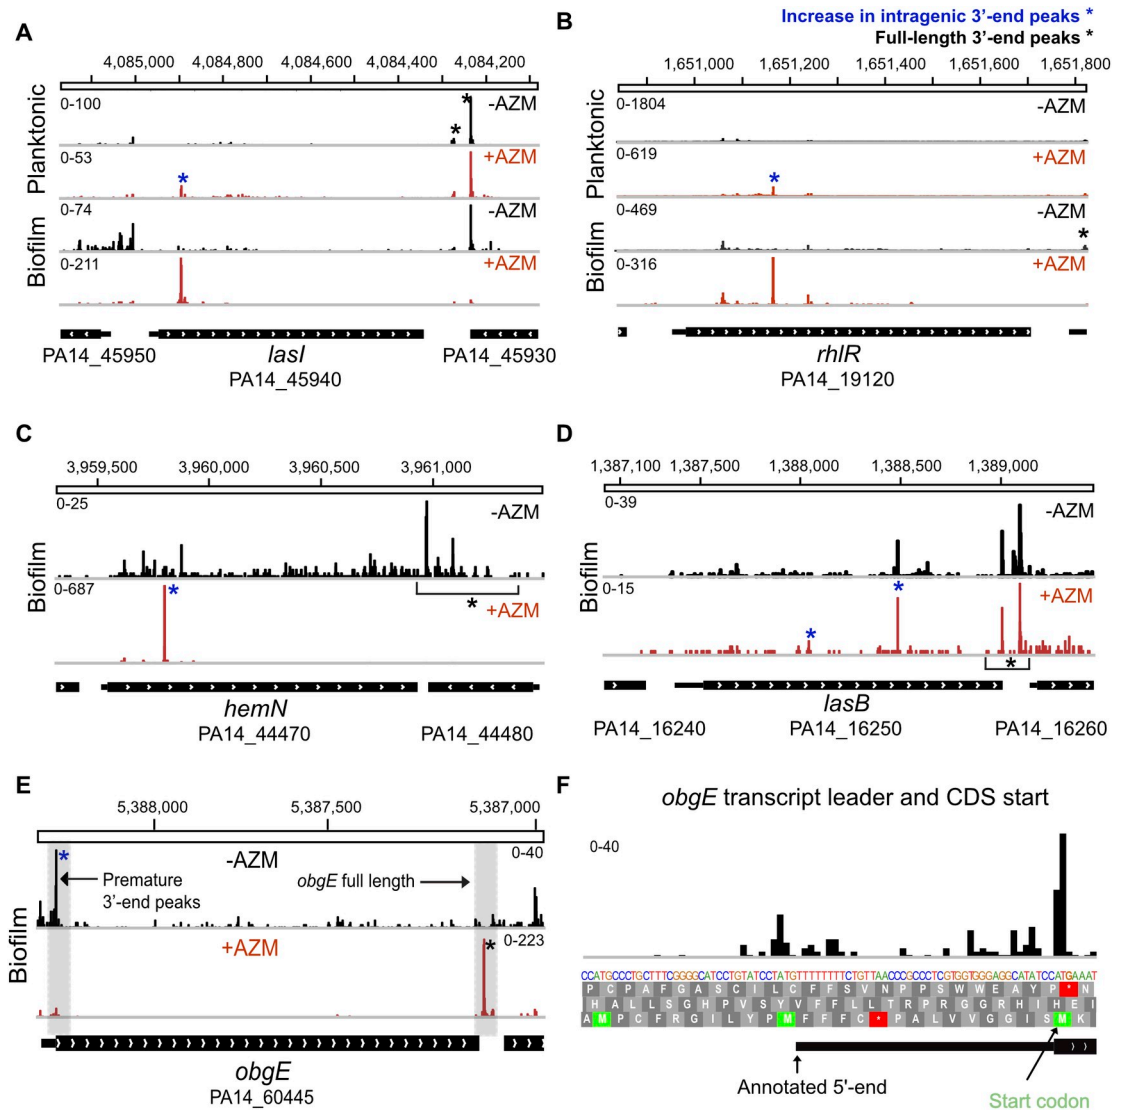 Increase in intragenic 3'-end peaks *
Full-length 3'-end peaks *
A
4,085,000 4,084,800 4,084,600 4,084,400 4,084,200
Planktonic
0-100
-AZM
*
*
0-53
+AZM
*
Biofilm
0-74
-AZM
0-211
+AZM
PA14_45950
lasI
PA14_45930
PA14_45940
B
1,651,000 1,651,200 1,651,400 1,651,600 1,651,800
Planktonic
0-1804
-AZM
0-619
+AZM
*
Biofilm
0-469
-AZM
*
0-316
+AZM
rhlR
PA14_19120
C
3,959,500 3,960,000 3,960,500 3,961,000
Biofilm
0-25
-AZM
0-687
*
*
+AZM
hemN
PA14_44470
PA14_44480
D
1,387,100 1,387,500 1,388,000 1,388,500 1,389,000
Biofilm
0-39
-AZM
0-15
*
+AZM
*
*
lasB
PA14_16240
PA14_16250
PA14_16260
E
5,388,000 5,387,500 5,387,000
Biofilm
*
-AZM
0-40
Premature
3'-end peaks
obgE full length
+AZM
*
0-223
obgE
PA14_60445
F
obgE transcript leader and CDS start
0-40
CCATGCCCTGCTTTCGGGGCATCCTGTATCCTATGTTTTTTTTCTGTTAACCCGCCCTCGTGGTGGGAGGCATATCCATGAAAT
P C P A F G A S C I L C F F S V N P P S W W E A Y P * N
H A L L S G H P V S Y V F F L L T R P R G R H I H E I
A M P C F R G I L Y P M F F F C * P A L V V G G I S M K
Annotated 5'-end
Start codon